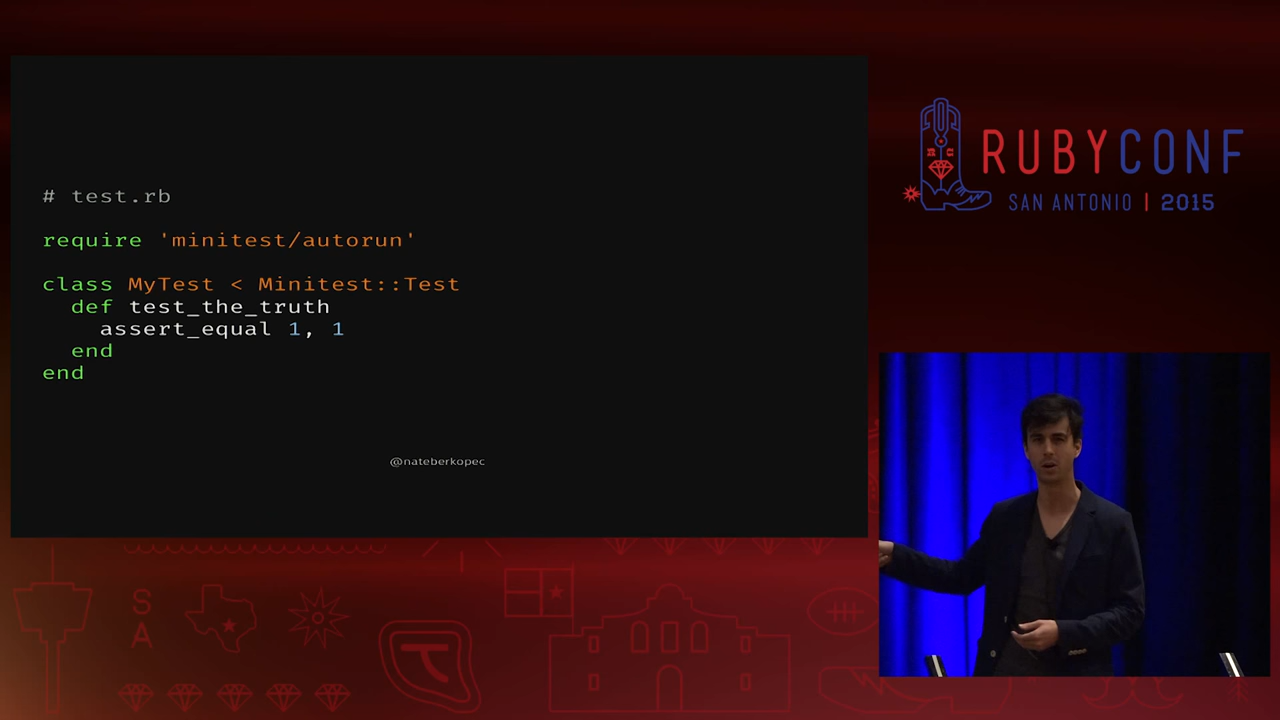 # test.rb
require 'minitest/autorun'
class MyTest < Minitest::Test
  def test_the_truth
    assert_equal 1, 1
  end
end
@nateberkopec
RUBYCONF
SAN ANTONIO | 2015
S
A